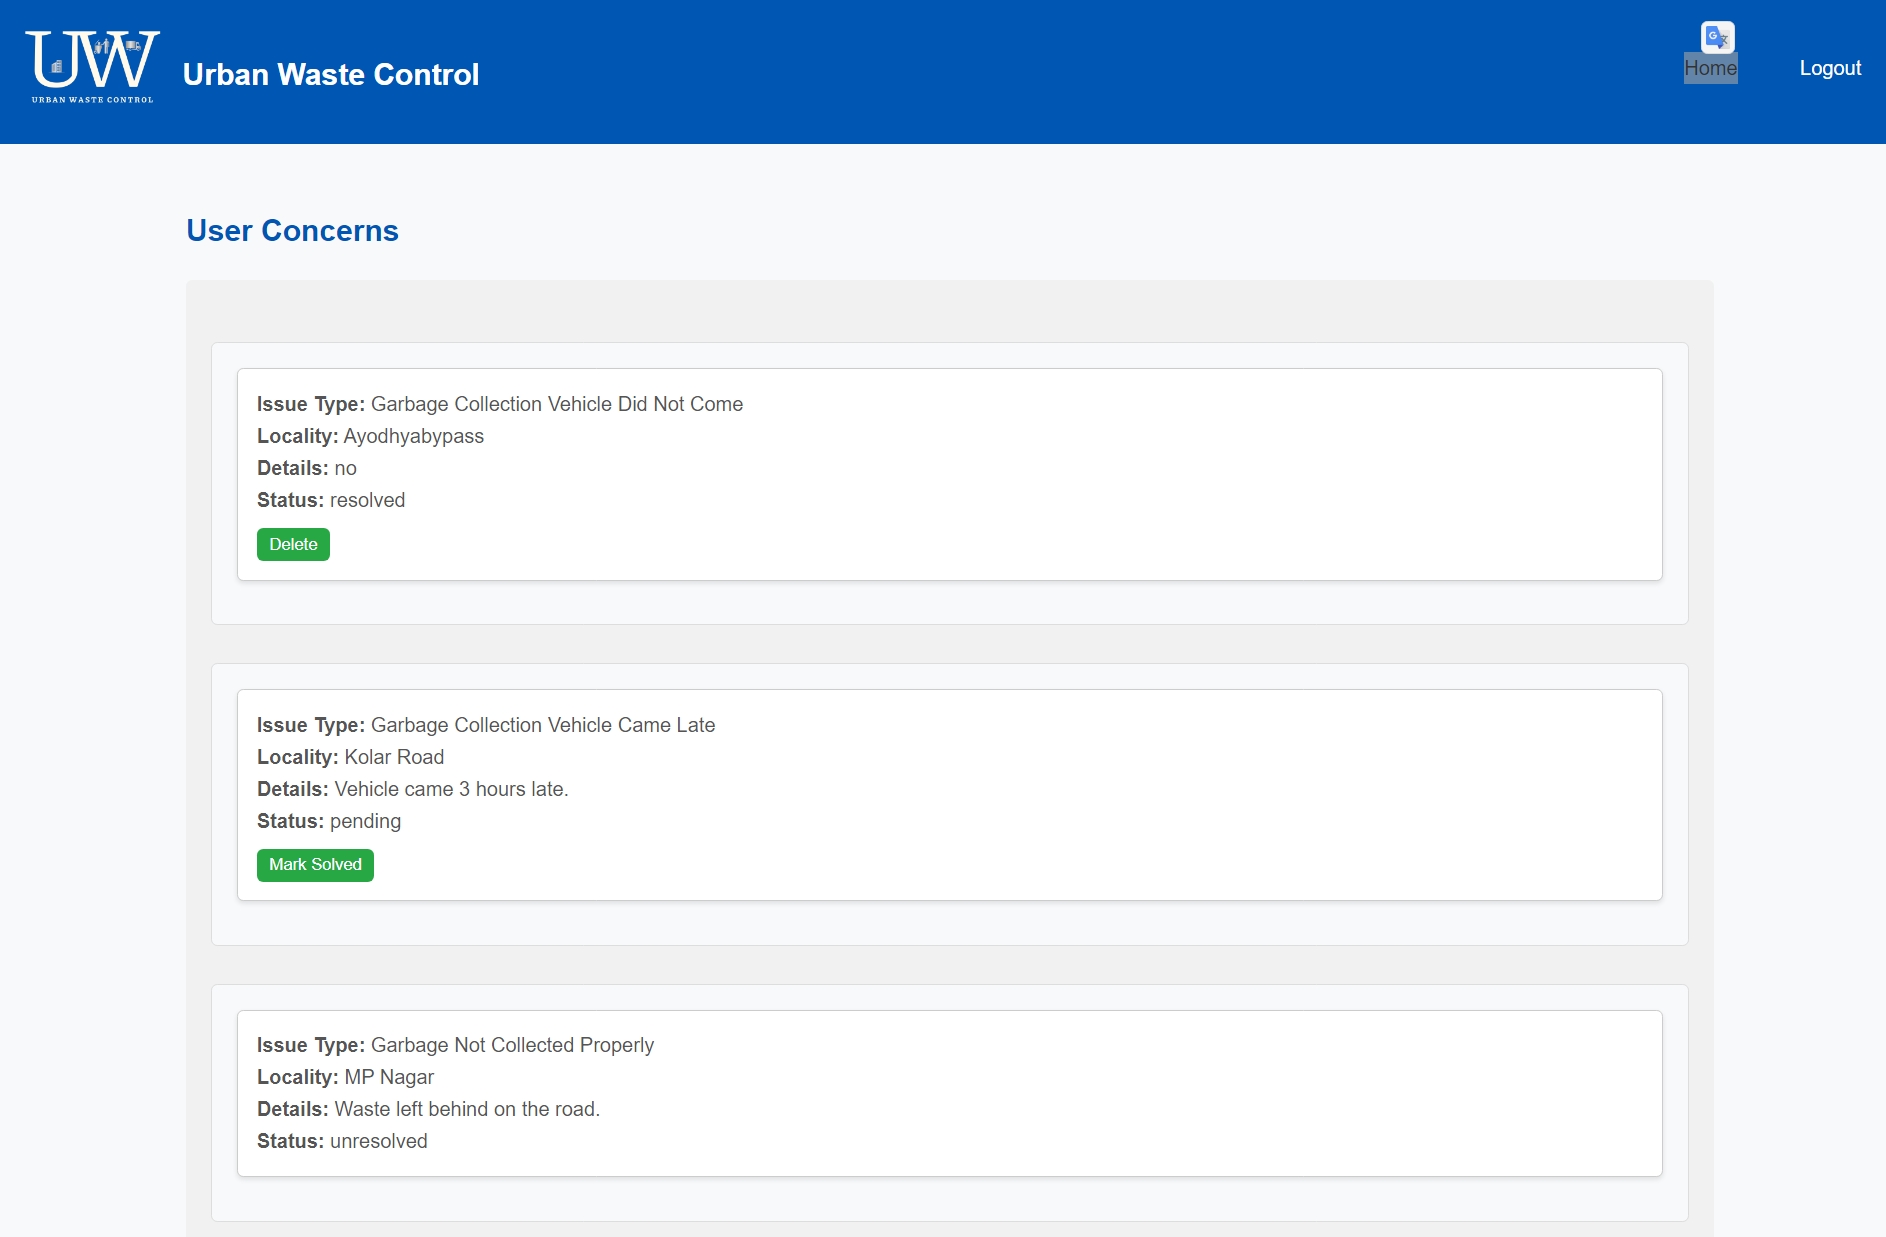 UW
URBAN WASTE CONTROL
Urban Waste Control
Home
Logout
User Concerns
Issue Type: Garbage Collection Vehicle Did Not Come
Locality: Ayodhyabypass
Details: no
Status: resolved
Delete
Issue Type: Garbage Collection Vehicle Came Late
Locality: Kolar Road
Details: Vehicle came 3 hours late.
Status: pending
Mark Solved
Issue Type: Garbage Not Collected Properly
Locality: MP Nagar
Details: Waste left behind on the road.
Status: unresolved